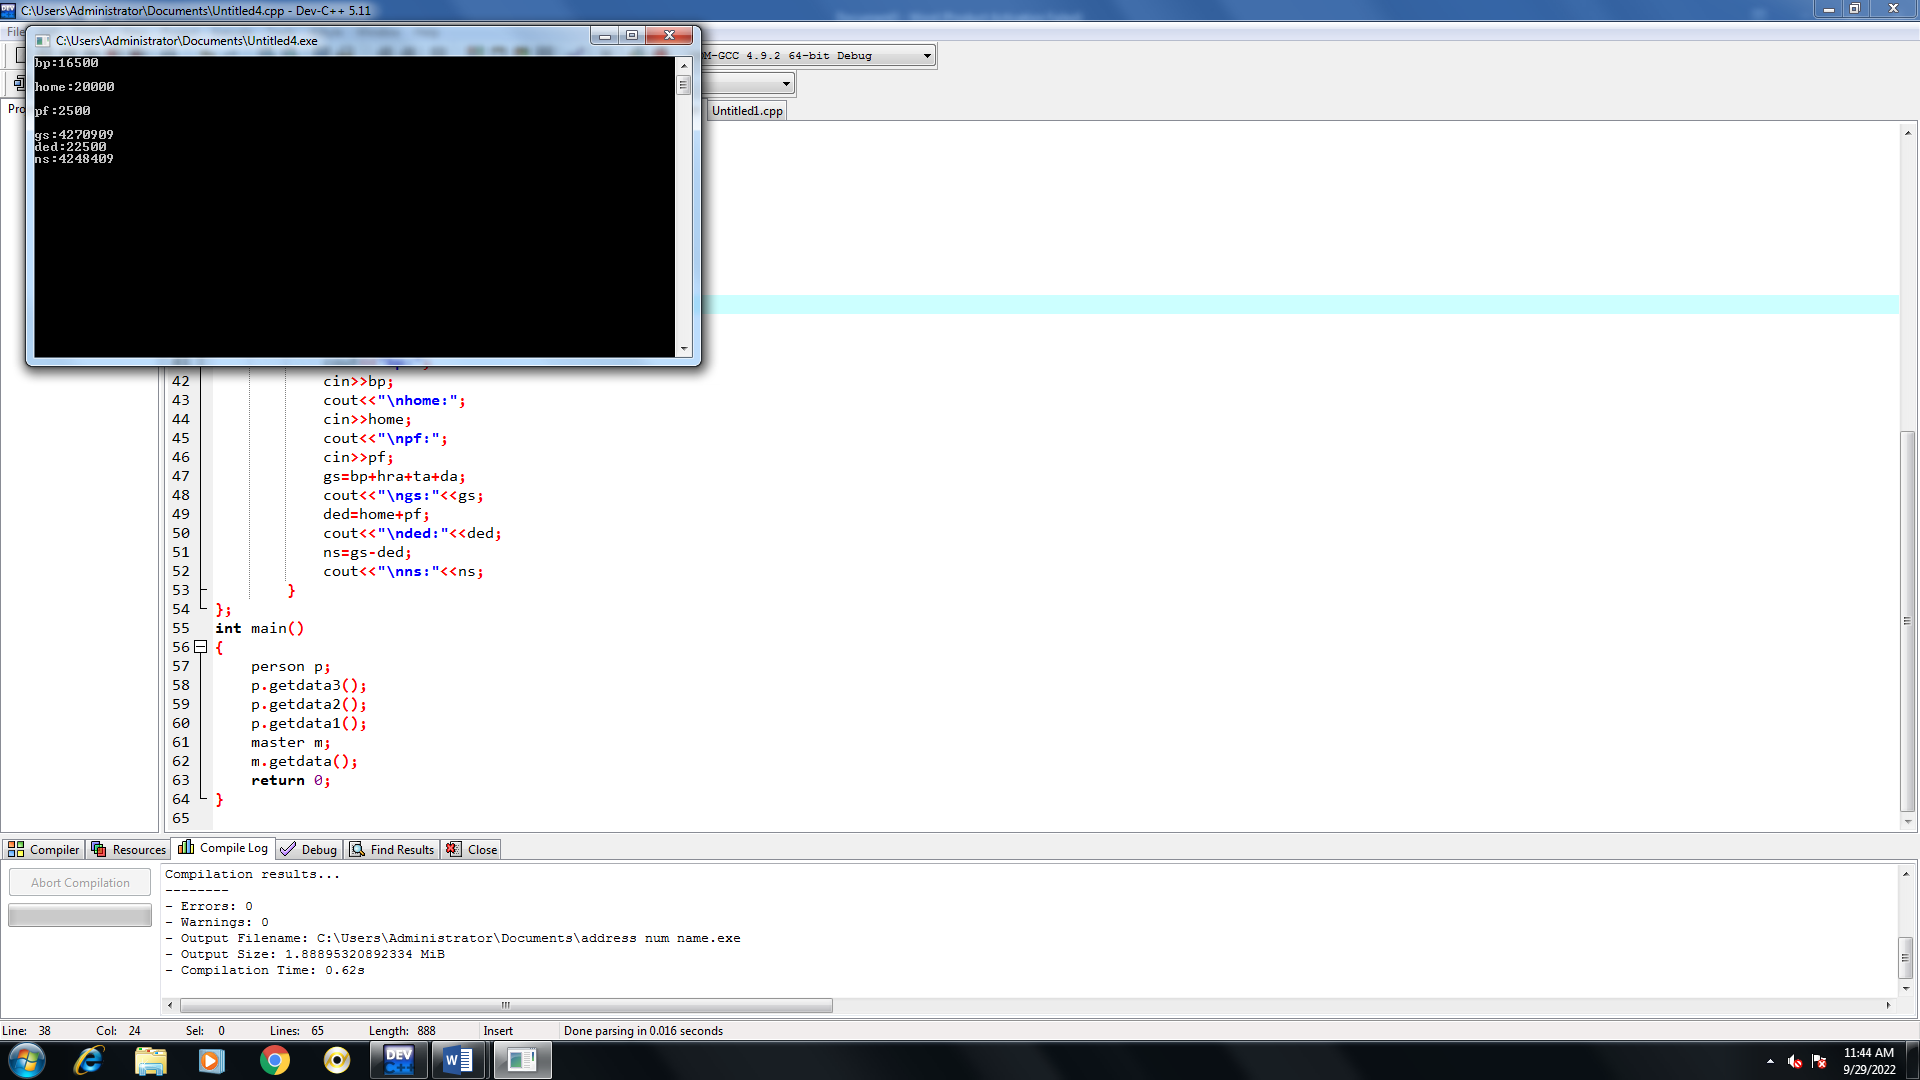 C:\Users\Administrator\Documents\Untitled4.cpp - Dev-C++ 5.11
C:\Users\Administrator\Documents\Untitled4.exe
bp:16500
home:20000
pf:2500
gs:4270909
ded:22500
ns:4248409
M-GCC 4.9.2 64-bit Debug
Pro
Untitled1.cpp
42 cin>>bp;
43 cout<<"\nhome:";
44 cin>>home;
45 cout<<"\npf:";
46 cin>>pf;
47 gs=bp+hra+ta+da;
48 cout<<"\ngs:"<<gs;
49 ded=home+pf;
50 cout<<"\nded:"<<ded;
51 ns=gs-ded;
52 cout<<"\nns:"<<ns;
53 }
54 };
55 int main()
56 {
57 person p;
58 p.getdata3();
59 p.getdata2();
60 p.getdata1();
61 master m;
62 m.getdata();
63 return 0;
64 }
65
Compiler Resources Compile Log Debug Find Results Close
Abort Compilation
Compilation results...
--------
- Errors: 0
- Warnings: 0
- Output Filename: C:\Users\Administrator\Documents\address num name.exe
- Output Size: 1.88895320892334 MiB
- Compilation Time: 0.62s
Line: 38 Col: 24 Sel: 0 Lines: 65 Length: 888 Insert Done parsing in 0.016 seconds
DEV C++
W
11:44 AM
9/29/2022